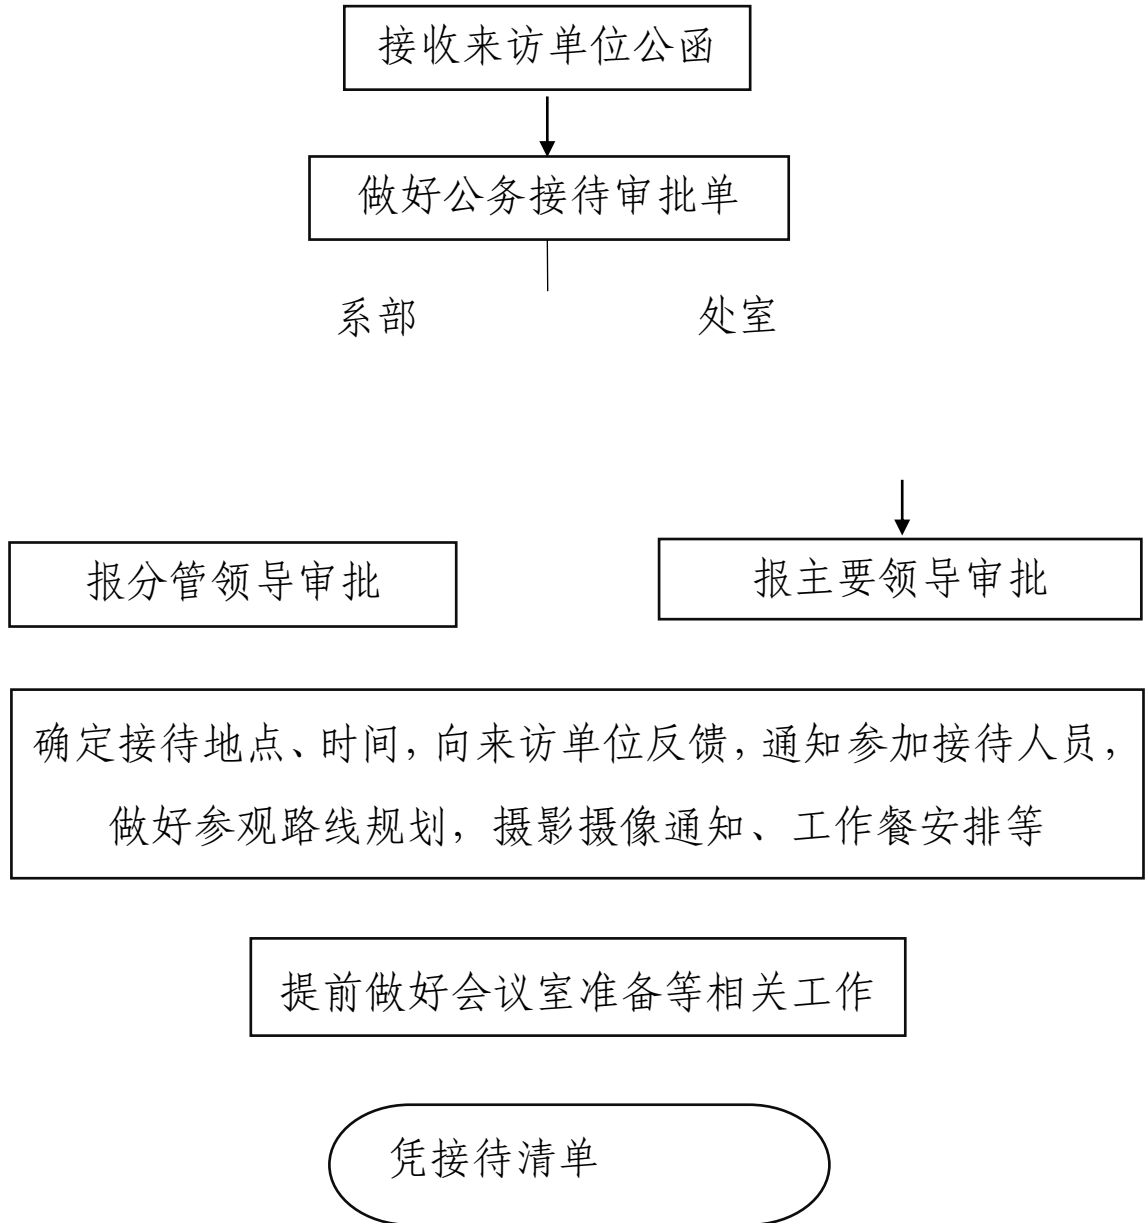 接收来访单位公函
做好公务接待审批单
系部
处室
报分管领导审批
报主要领导审批
确定接待地点、时间，向来访单位反馈，通知参加接待人员，
做好参观路线规划，摄影摄像通知、工作餐安排等
提前做好会议室准备等相关工作
凭接待清单